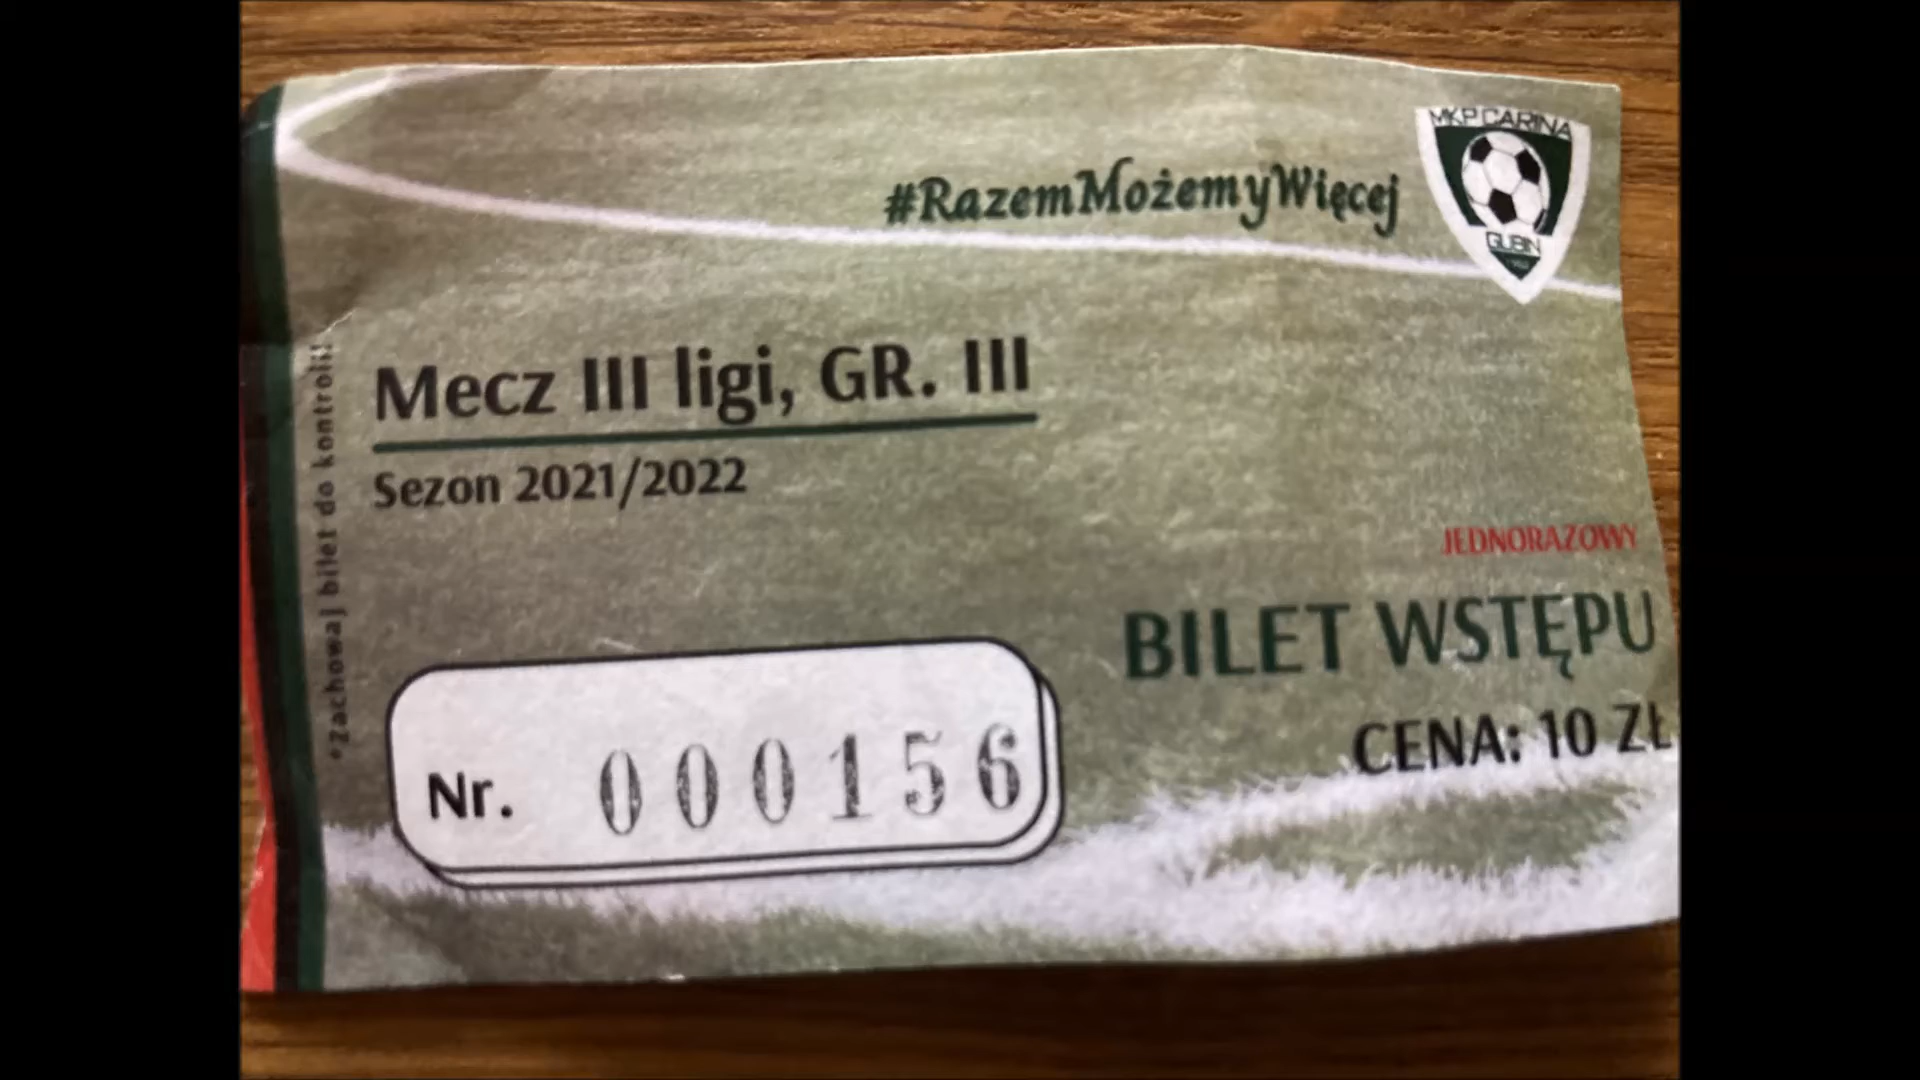 #RazemMożemyWięcej
MKP CARINA
GUBIN
Mecz III ligi, GR. III
Sezon 2021/2022
*zachowaj bilet do kontroli!
JEDNORAZOWY
BILET WSTĘPU
CENA: 10 ZŁ
Nr. 000156